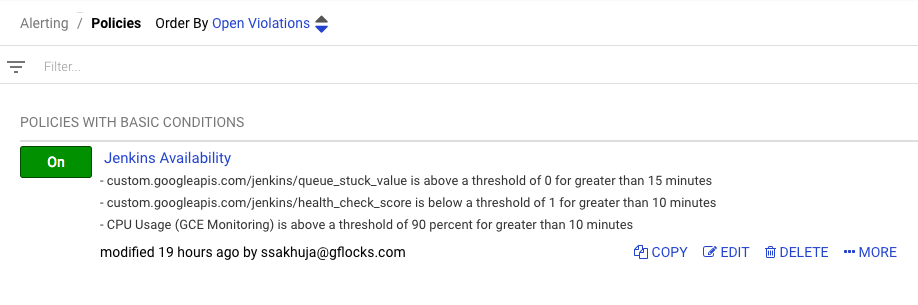 Alerting / Policies Order By Open Violations
Filter...
POLICIES WITH BASIC CONDITIONS
On Jenkins Availability
- custom.googleapis.com/jenkins/queue_stuck_value is above a threshold of 0 for greater than 15 minutes
- custom.googleapis.com/jenkins/health_check_score is below a threshold of 1 for greater than 10 minutes
- CPU Usage (GCE Monitoring) is above a threshold of 90 percent for greater than 10 minutes
modified 19 hours ago by ssakhuja@gflocks.com COPY EDIT DELETE MORE